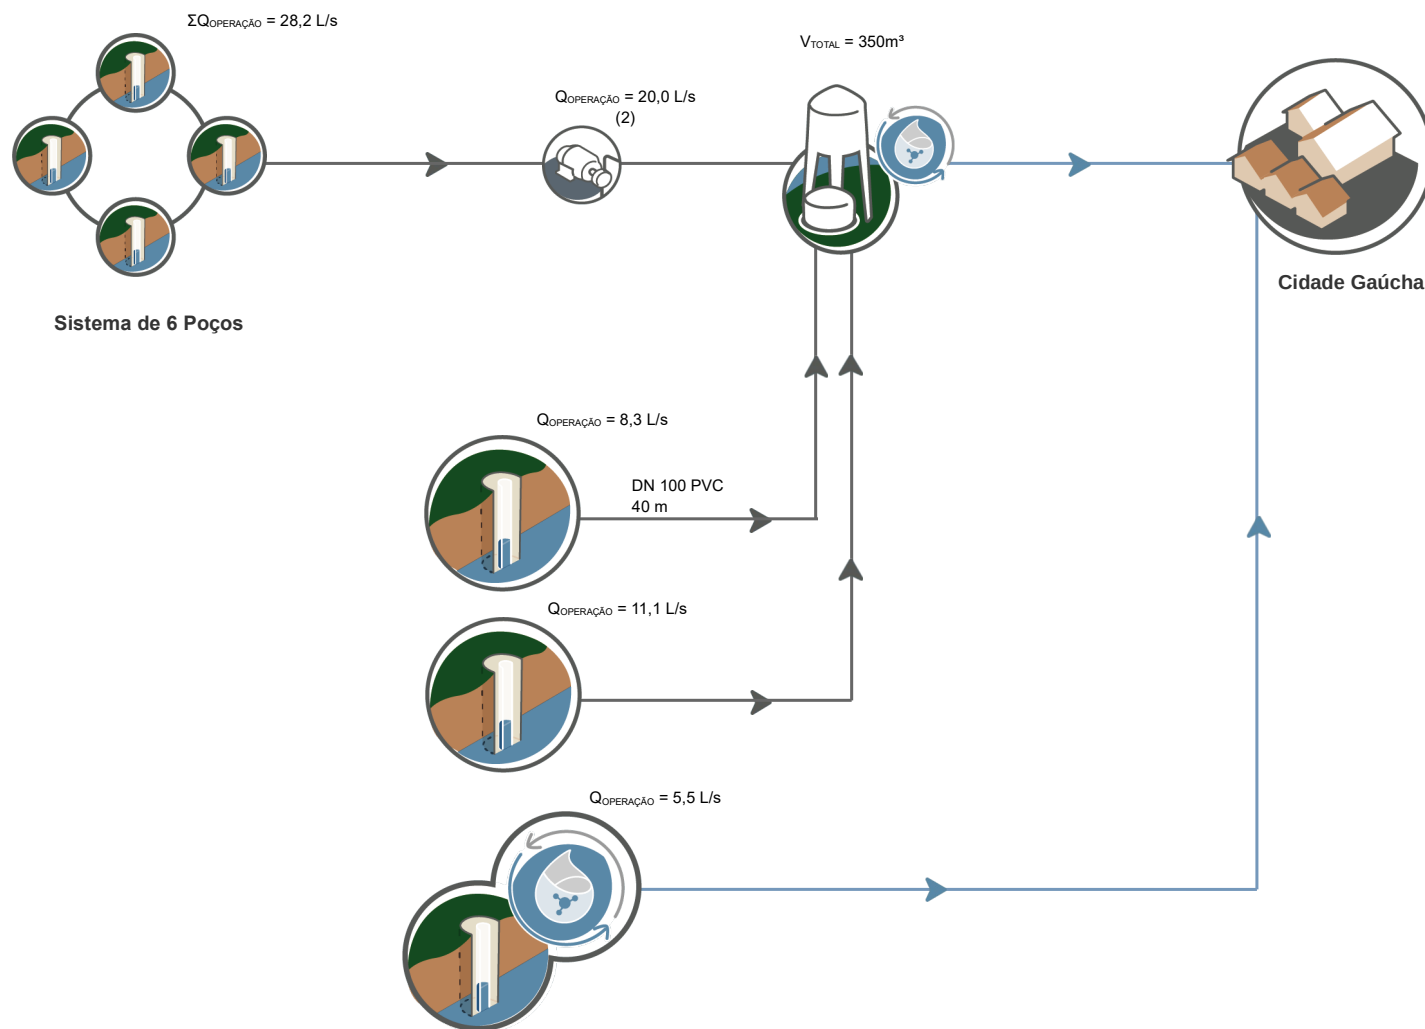 ΣQOPERAÇÃO = 28,2 L/s
VTOTAL = 350m³
QOPERAÇÃO = 20,0 L/s
(2)
Cidade Gaúcha
Sistema de 6 Poços
QOPERAÇÃO = 8,3 L/s
DN 100 PVC
40 m
QOPERAÇÃO = 11,1 L/s
QOPERAÇÃO = 5,5 L/s